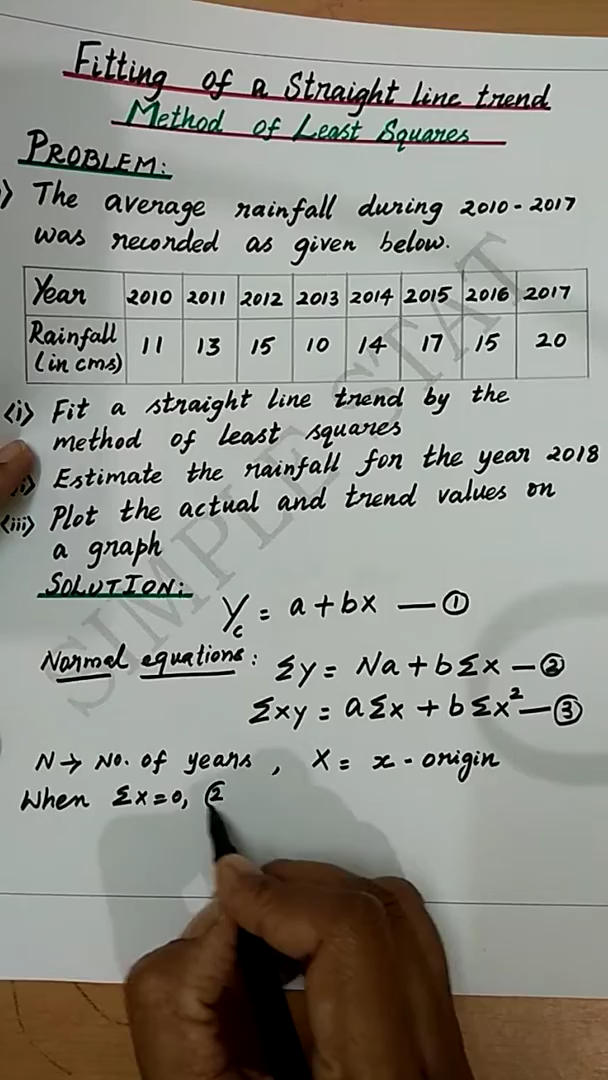 Fitting of a Straight line trend
Method of Least Squares
PROBLEM:
) The average rainfall during 2010-2017
was recorded as given below.
Year 2010 2011 2012 2013 2014 2015 2016 2017
Rainfall (in cms) 11 13 15 10 14 17 15 20
(i) Fit a straight line trend by the
method of least squares
(ii) Estimate the rainfall for the year 2018
(iii) Plot the actual and trend values on
a graph
SOLUTION:
Yc = a + bx — ①
Normal equations: Σy = Na + bΣx — ②
Σxy = aΣx + bΣx² — ③
N → No. of years, X = x - origin
When Σx=0, ②
SIMPLE STAT